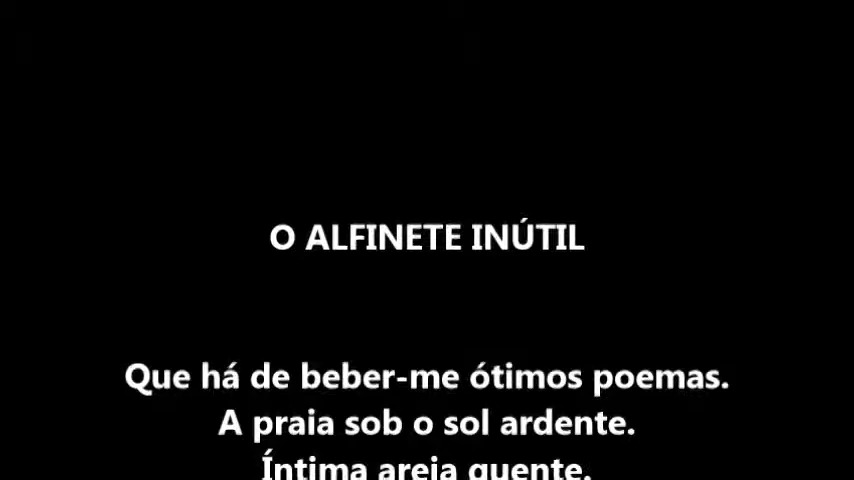 O ALFINETE INÚTIL
Que há de beber-me ótimos poemas.
A praia sob o sol ardente.
Íntima areia quente.